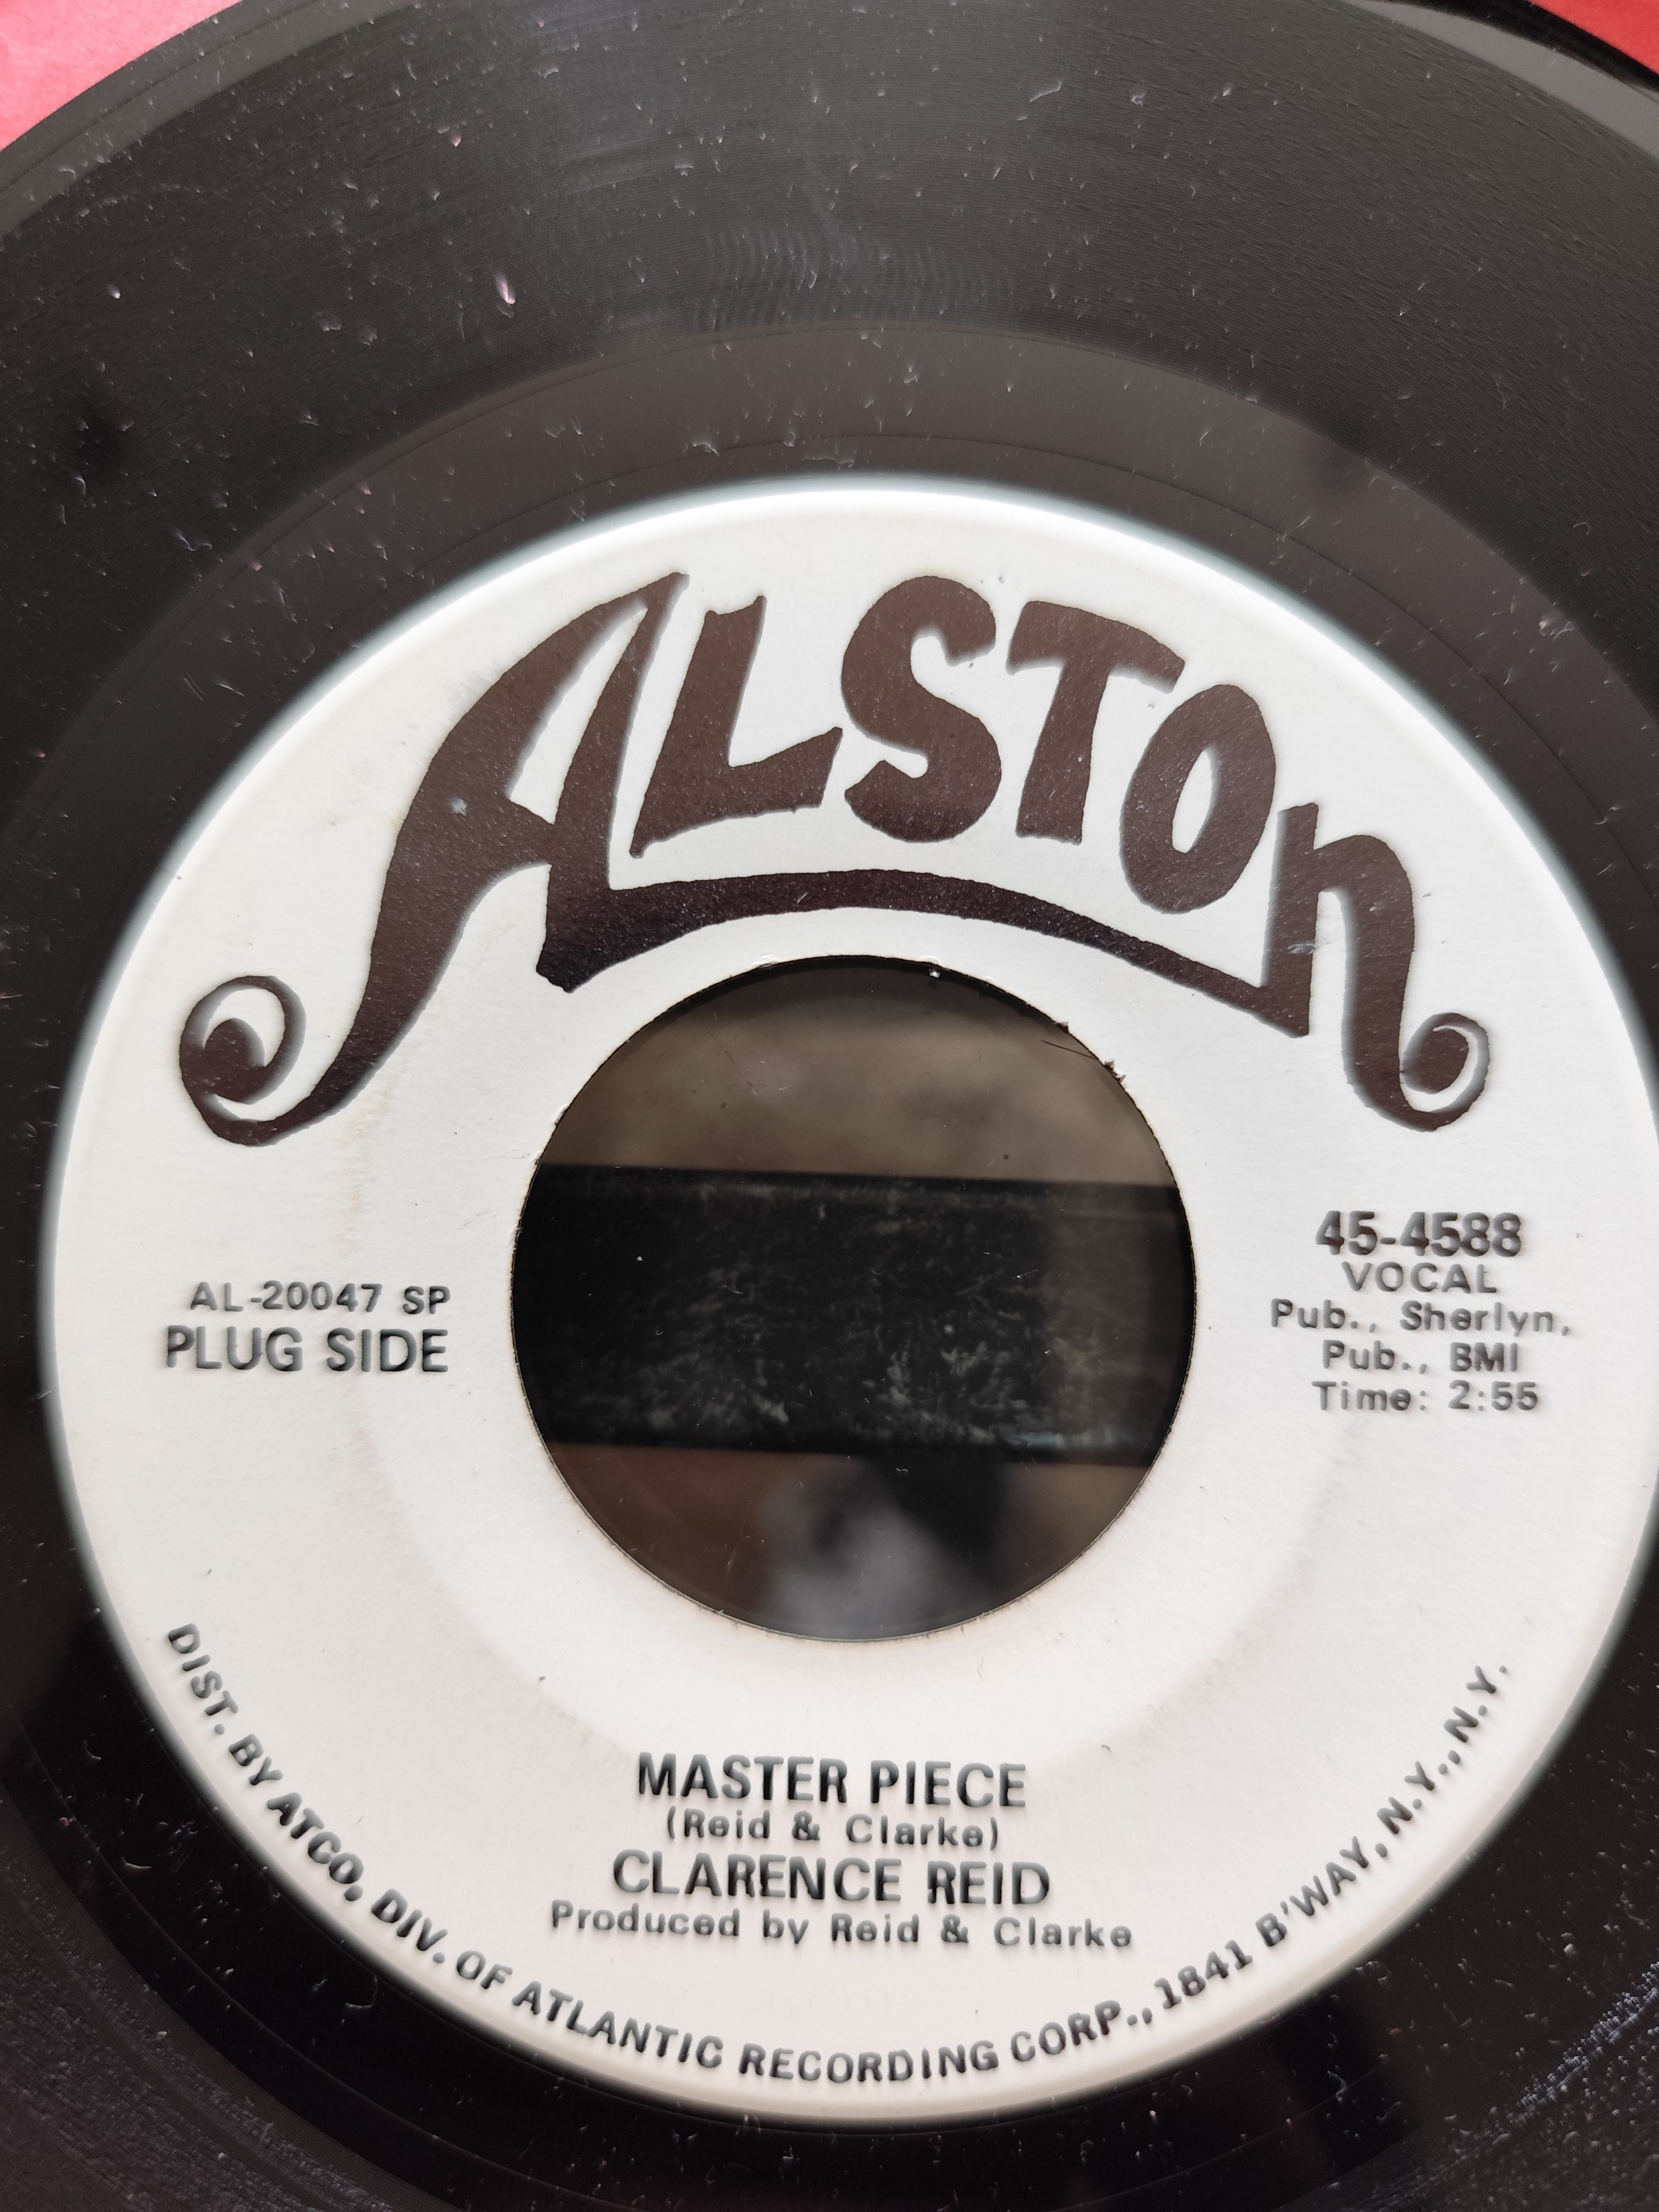 ALSTOn
45-4588
VOCAL
Pub., Sherlyn,
Pub., BMI
Time: 2:55
AL-20047 SP
PLUG SIDE
MASTER PIECE
(Reid & Clarke)
CLARENCE REID
Produced by Reid & Clarke
DIST. BY ATCO, DIV. OF ATLANTIC RECORDING CORP., 1841 B'WAY, N.Y., N.Y.